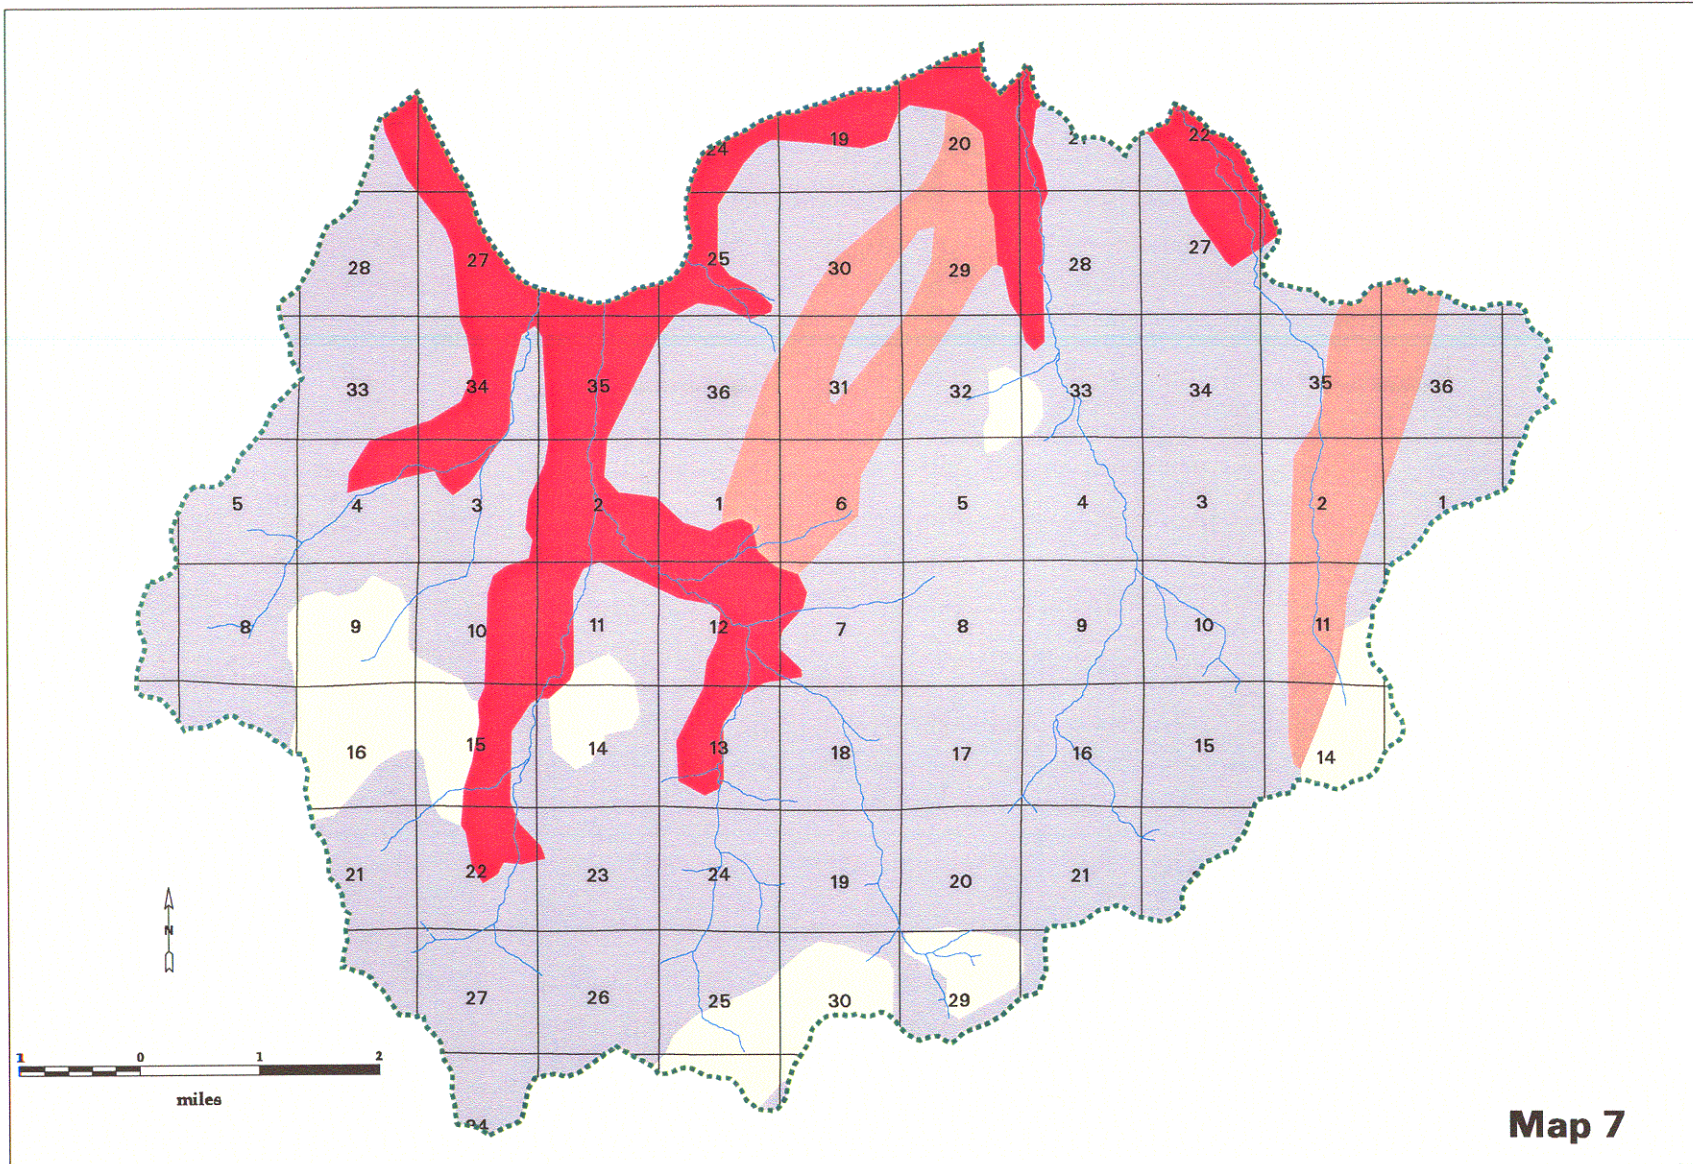 22
24 19 20 21
28 27 25 30 29 28 27
33 34 35 36 31 32 33 34 35 36
5 4 3 2 1 6 5 4 3 2 1
8 9 10 11 12 7 8 9 10 11
16 15 14 13 18 17 16 15 14
21 22 23 24 19 20 21
N
27 26 25 30 29
1 0 1 2
miles
34
Map 7